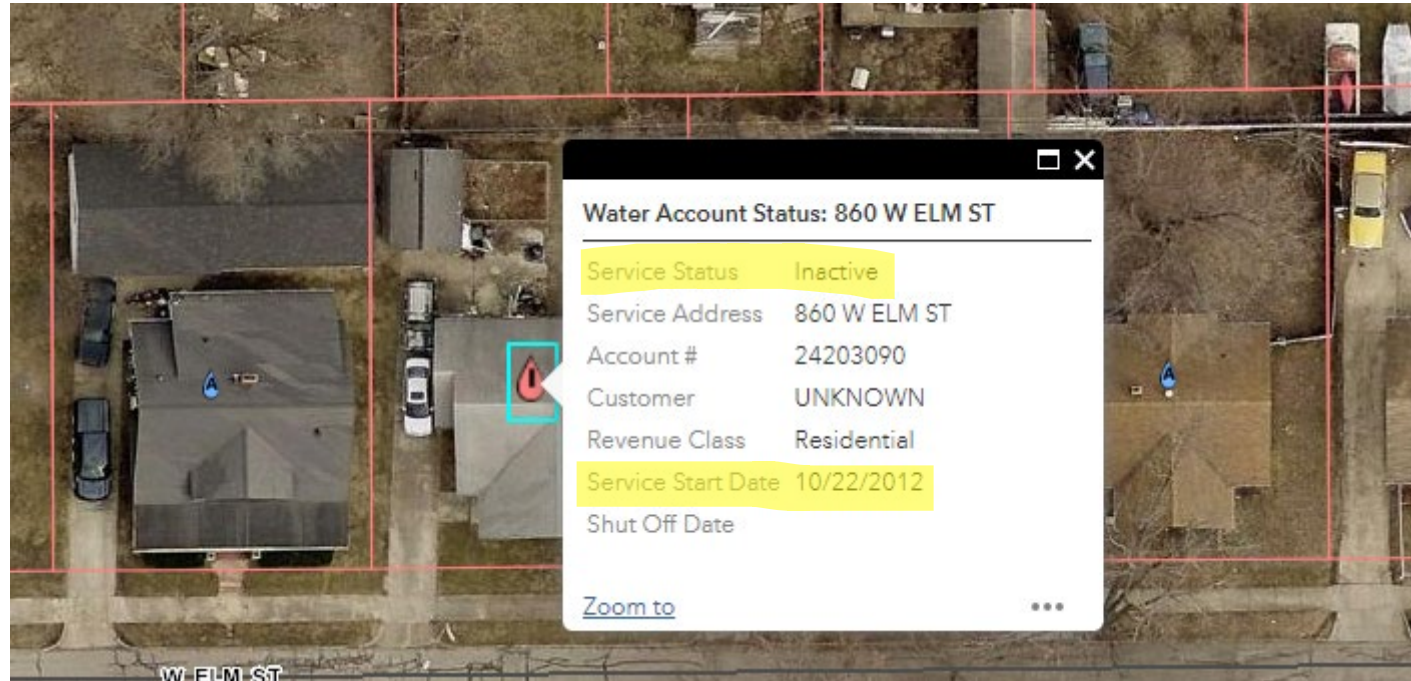 Water Account Status: 860 W ELM ST
Service Status Inactive
Service Address 860 W ELM ST
Account # 24203090
Customer UNKNOWN
Revenue Class Residential
Service Start Date 10/22/2012
Shut Off Date
A
I
A
Zoom to
W ELM ST